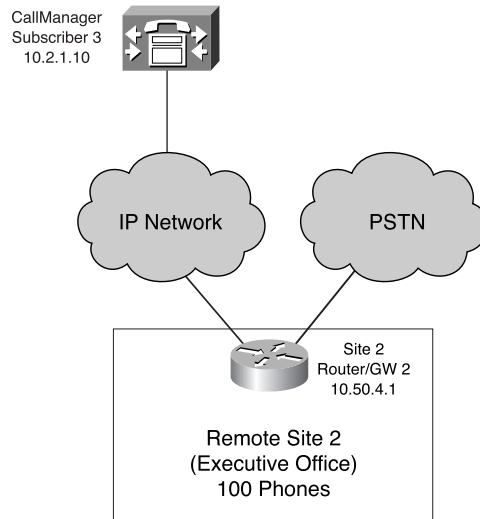 CallManager
Subscriber 3
10.2.1.10
IP Network
PSTN
Site 2
Router/GW 2
10.50.4.1
Remote Site 2
(Executive Office)
100 Phones